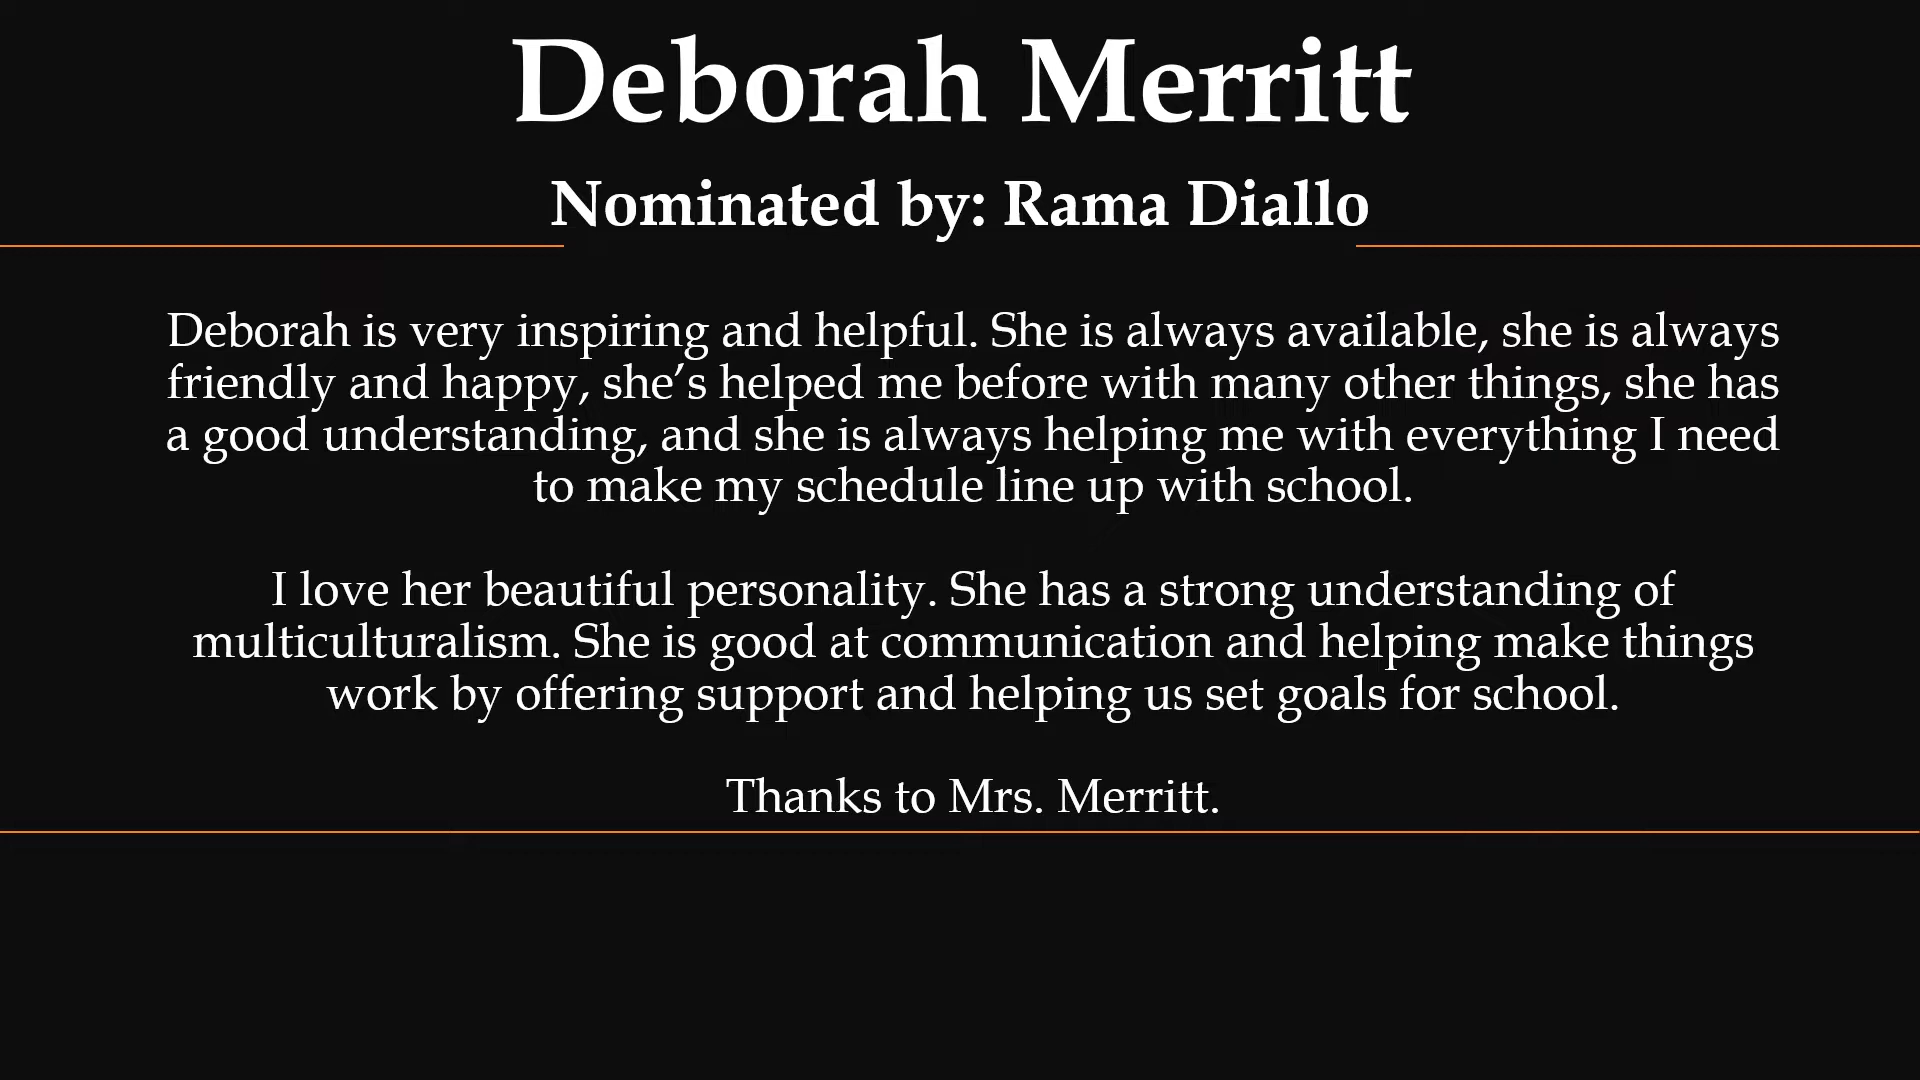 Deborah Merritt
Nominated by: Rama Diallo
Deborah is very inspiring and helpful. She is always available, she is always
friendly and happy, she’s helped me before with many other things, she has
a good understanding, and she is always helping me with everything I need
to make my schedule line up with school.
I love her beautiful personality. She has a strong understanding of
multiculturalism. She is good at communication and helping make things
work by offering support and helping us set goals for school.
Thanks to Mrs. Merritt.